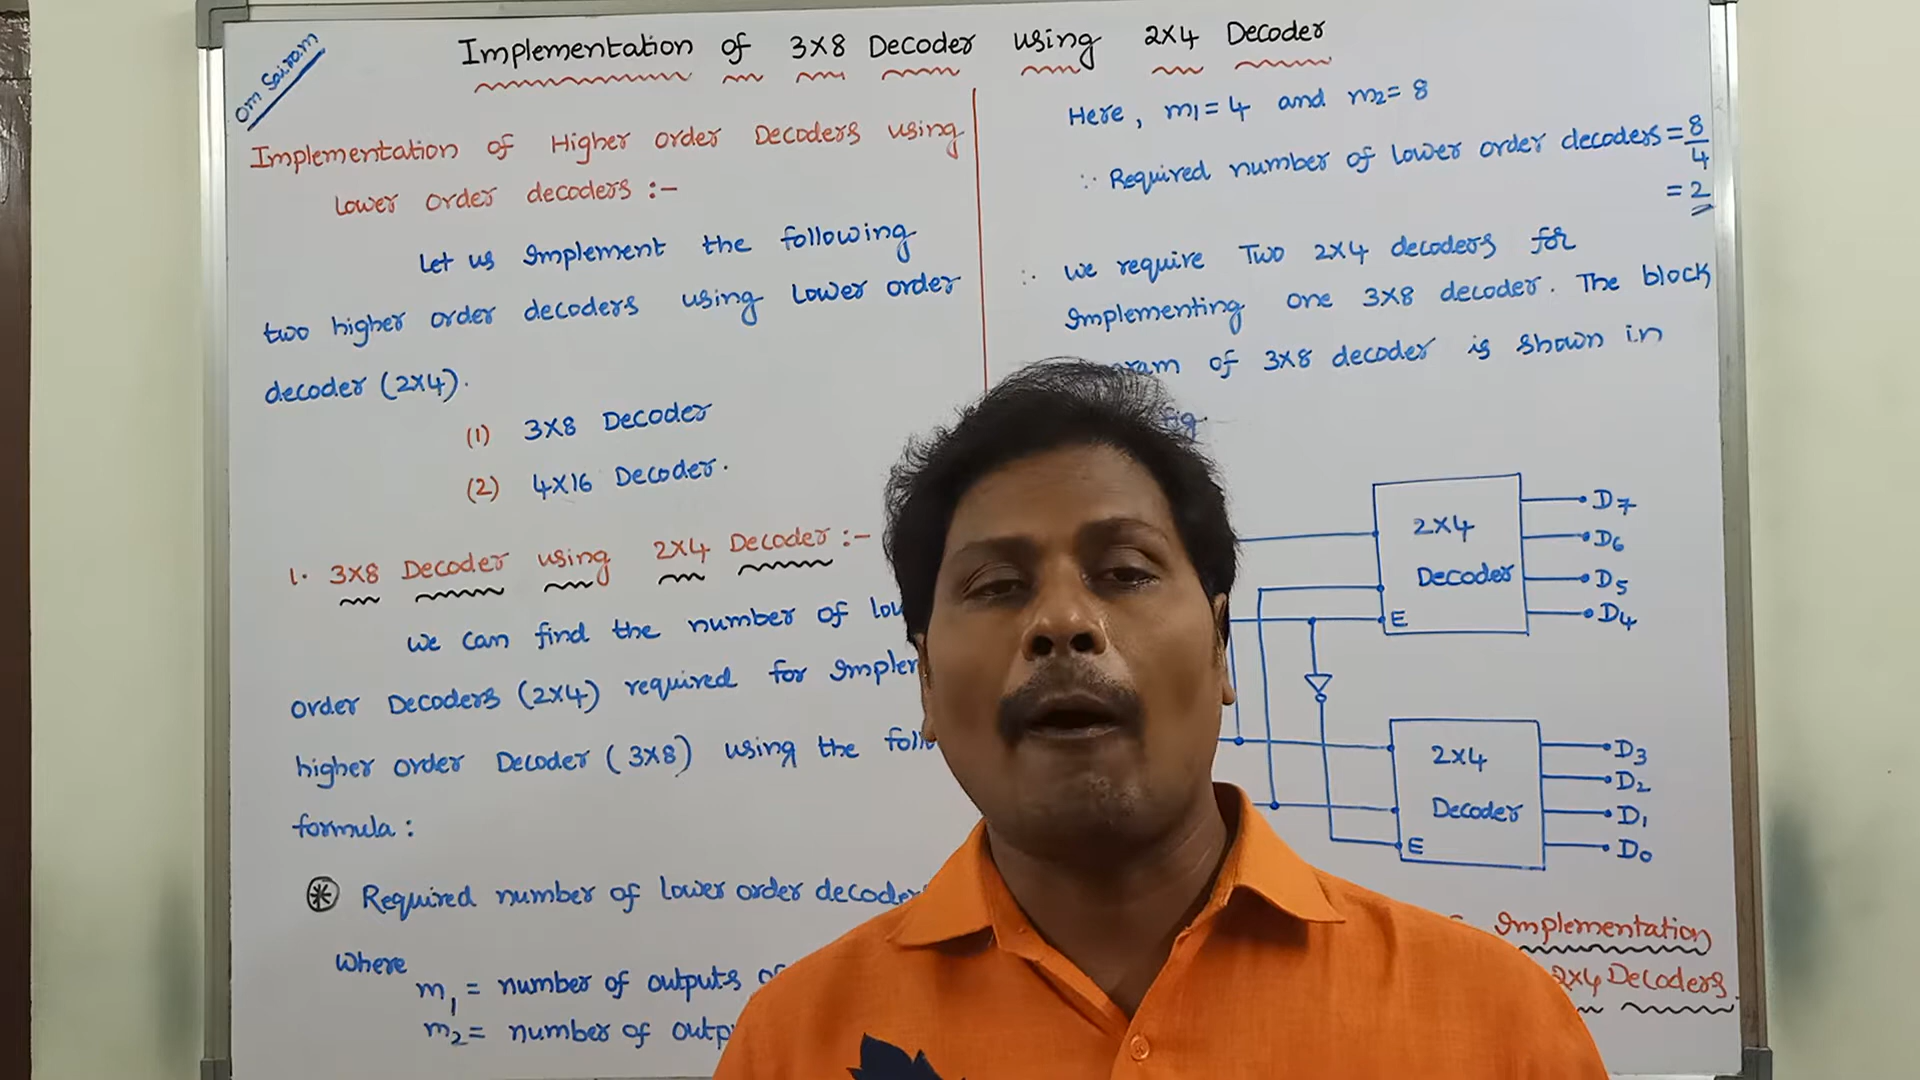 Om Sairam
Implementation of 3x8 Decoder using 2x4 Decoder
Implementation of Higher order Decoders using
Lower order decoders :-
Let us Implement the following
two higher order decoders using Lower order
decoder (2x4).
(1) 3x8 Decoder
(2) 4x16 Decoder.
1. 3x8 Decoder using 2x4 Decoder :-
we can find the number of
order Decoders (2x4) required for
higher order Decoder (3x8) using the
formula :
* Required number of lower order
where
m1 = number of outputs
m2 = number of
Here, m1 = 4 and m2 = 8
∵ Required number of lower order decoders = 8/4
= 2
∴ we require Two 2x4 decoders for
Implementing one 3x8 decoder. The block
of 3x8 decoder is shown in
fig.
2x4
Decoder
E
D7
D6
D5
D4
2x4
Decoder
E
D3
D2
D1
D0
Implementation
2x4 Decoders.